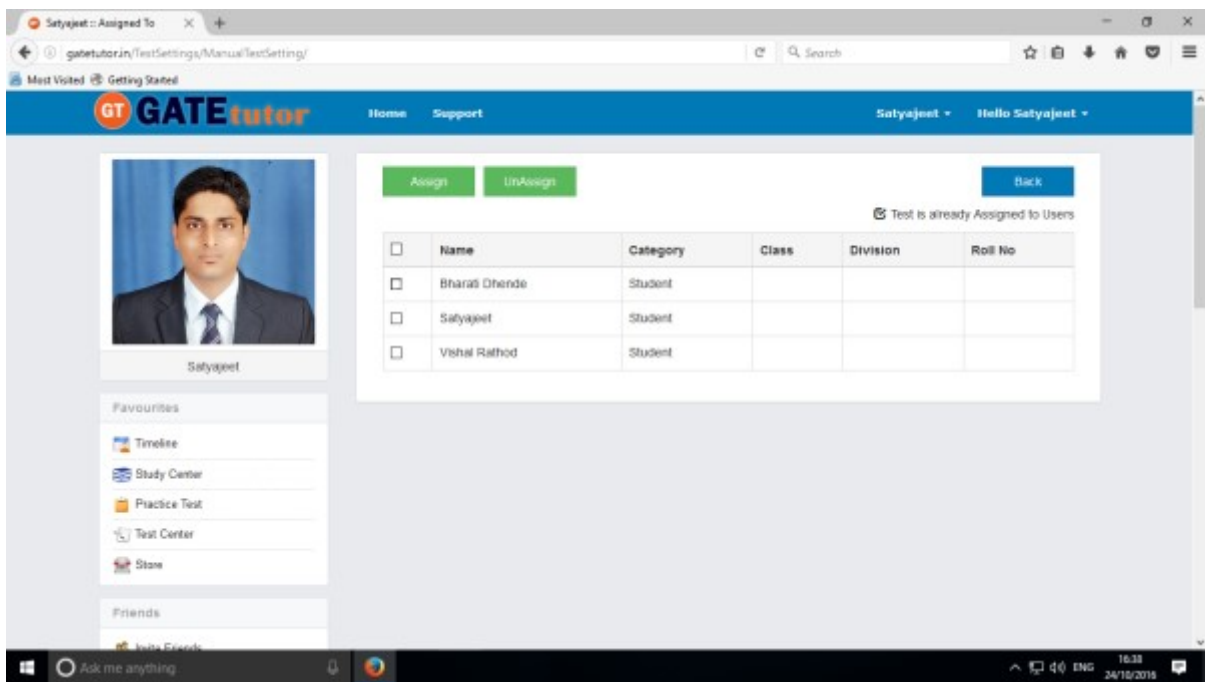 Satyajeet :: Assigned To
gatetutor.in/TestSettings/ManualTestSetting/
Search
Most Visited Getting Started
GT GATEtutor Home Support Satyajeet Hello Satyajeet
Assign UnAssign Back
Test is already Assigned to Users
Name Category Class Division Roll No
Bharati Dhende Student
Satyajeet Student
Vishal Rathod Student
Satyajeet
Favourites
Timeline
Study Center
Practice Test
Test Center
Store
Friends
Invite Friends
Ask me anything
ENG
16:38
24/10/2016